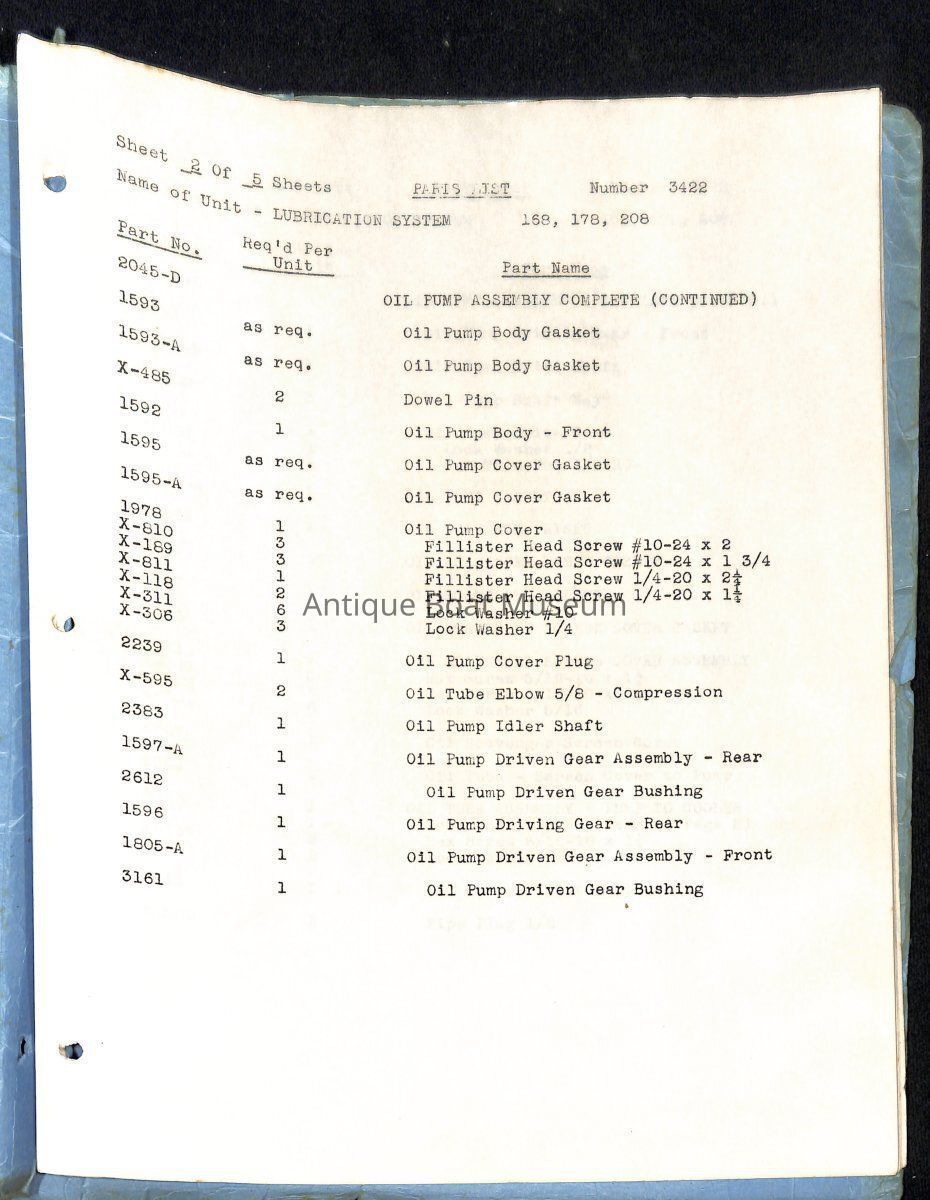 Sheet 2 Of 5 Sheets PARTS LIST Number 3422
Name of Unit - LUBRICATION SYSTEM 168, 178, 208
Part No. Req'd Per Unit Part Name
2045-D OIL PUMP ASSEMBLY COMPLETE (CONTINUED)
1593 as req. Oil Pump Body Gasket
1593-A as req. Oil Pump Body Gasket
X-485 2 Dowel Pin
1592 1 Oil Pump Body - Front
1595 as req. Oil Pump Cover Gasket
1595-A as req. Oil Pump Cover Gasket
1978 1 Oil Pump Cover
X-810 3 Fillister Head Screw #10-24 x 2
X-189 3 Fillister Head Screw #10-24 x 1 3/4
X-811 1 Fillister Head Screw 1/4-20 x 2¼
X-118 2 Fillister Head Screw 1/4-20 x 1¼
X-311 6 Lock Washer #10
X-306 3 Lock Washer 1/4
2239 1 Oil Pump Cover Plug
X-595 2 Oil Tube Elbow 5/8 - Compression
2383 1 Oil Pump Idler Shaft
1597-A 1 Oil Pump Driven Gear Assembly - Rear
2612 1 Oil Pump Driven Gear Bushing
1596 1 Oil Pump Driving Gear - Rear
1805-A 1 Oil Pump Driven Gear Assembly - Front
3161 1 Oil Pump Driven Gear Bushing
Antique Boat Museum